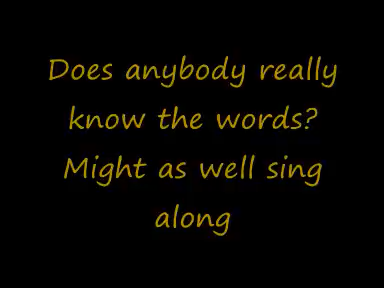 Does anybody really
know the words?
Might as well sing
along